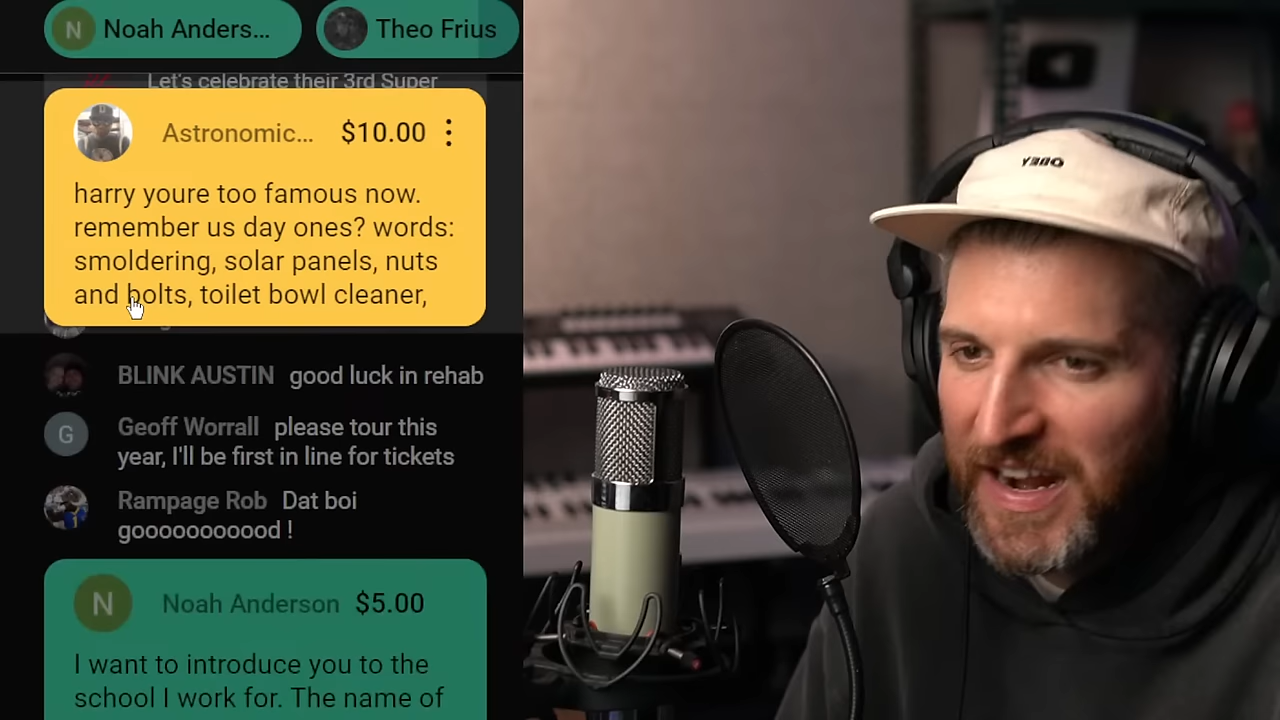 N Noah Anders...
Theo Frius
Let's celebrate their 3rd Super
Astronomic... $10.00
harry youre too famous now.
remember us day ones? words:
smoldering, solar panels, nuts
and bolts, toilet bowl cleaner,
BLINK AUSTIN good luck in rehab
G Geoff Worrall please tour this
year, I'll be first in line for tickets
Rampage Rob Dat boi
gooooooooood !
N Noah Anderson $5.00
I want to introduce you to the
school I work for. The name of
OBEY